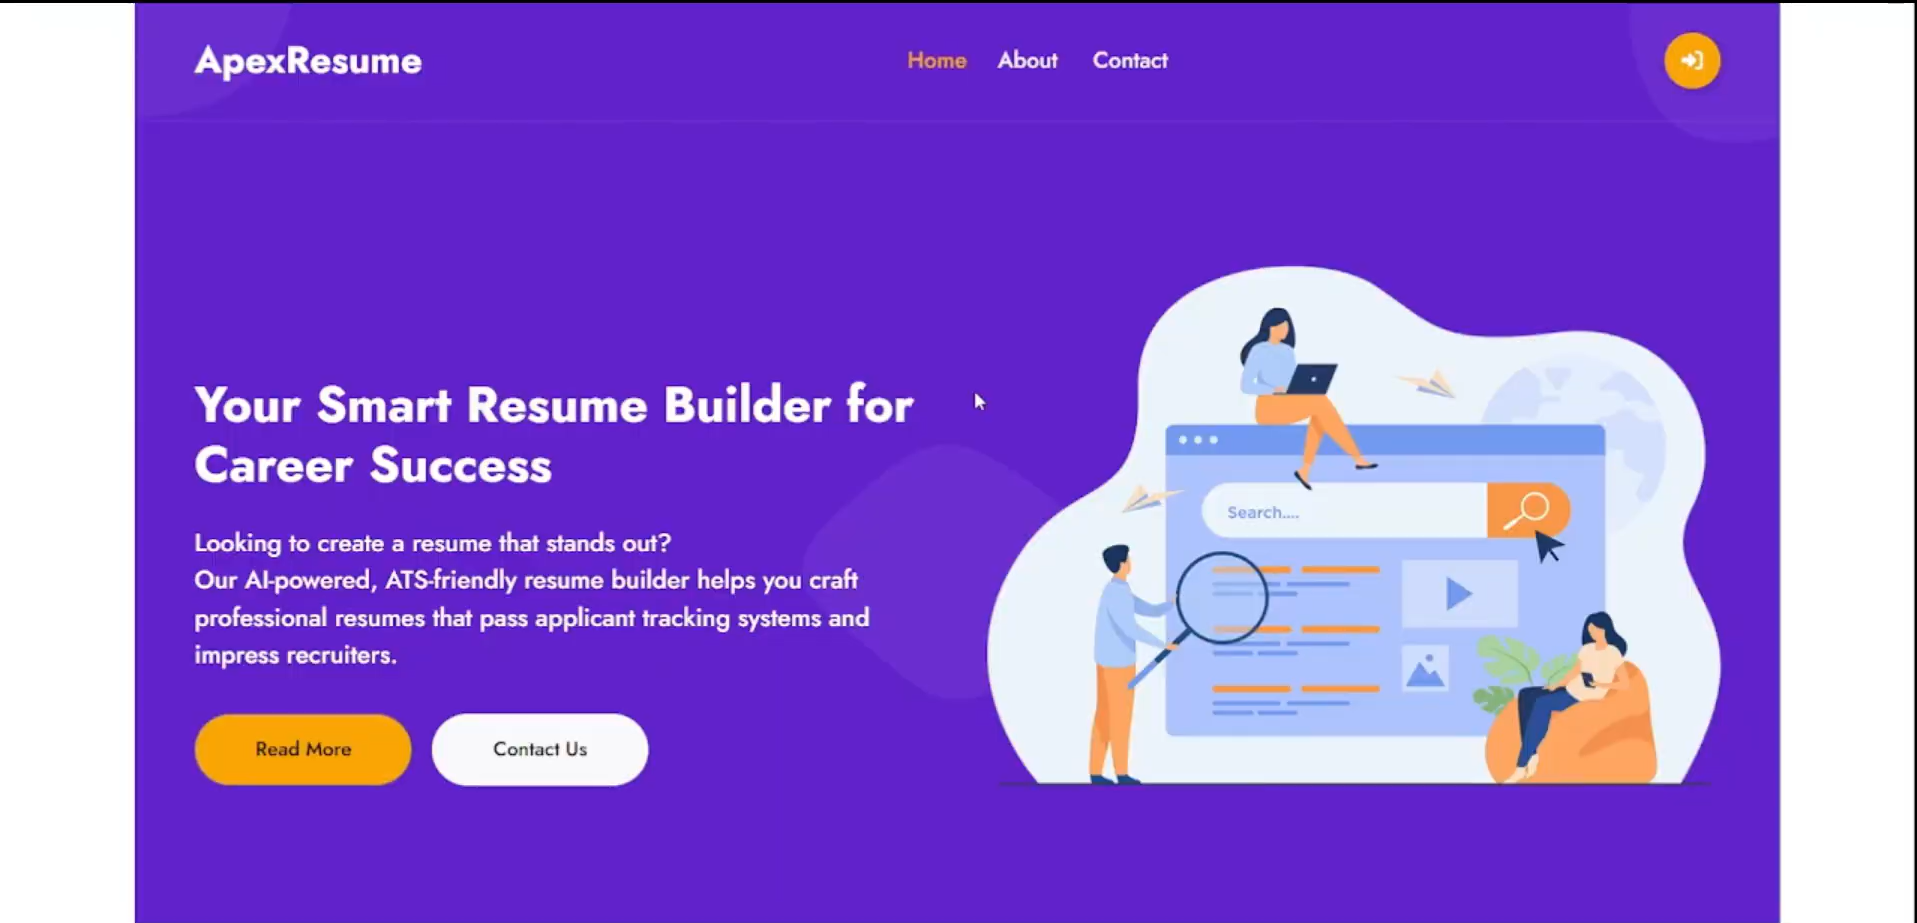 ApexResume
Home
About
Contact
Your Smart Resume Builder for
Career Success
Looking to create a resume that stands out?
Our AI-powered, ATS-friendly resume builder helps you craft
professional resumes that pass applicant tracking systems and
impress recruiters.
Read More
Contact Us
Search....